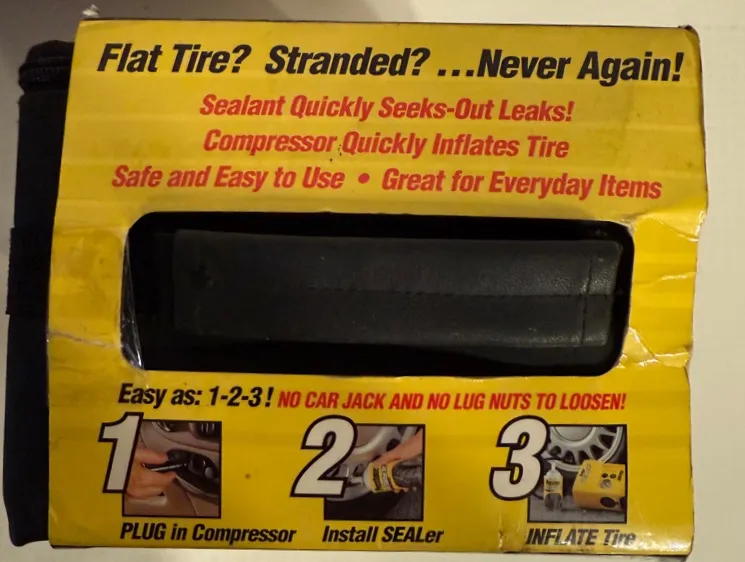 Flat Tire? Stranded? ...Never Again!
Sealant Quickly Seeks-Out Leaks!
Compressor Quickly Inflates Tire
Safe and Easy to Use • Great for Everyday Items
Easy as: 1-2-3! NO CAR JACK AND NO LUG NUTS TO LOOSEN!
1 2 3
PLUG in Compressor Install SEALer INFLATE Tire